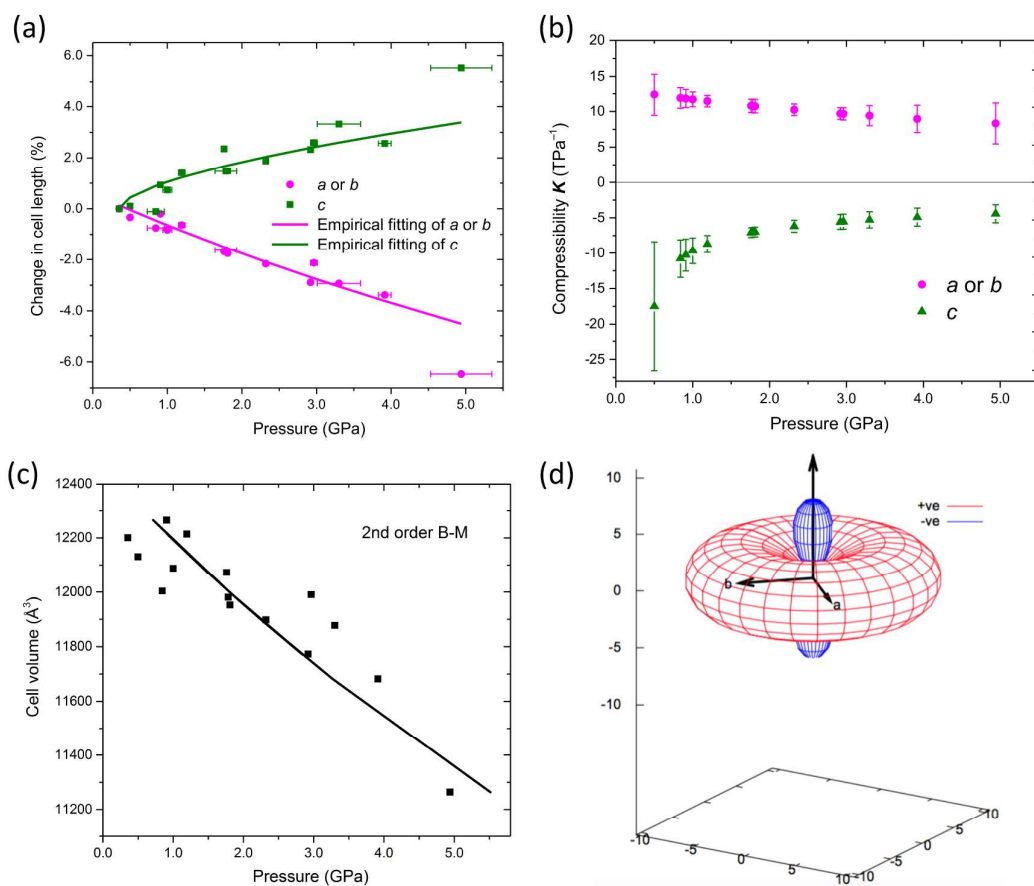 (a)
6.0
4.0
2.0
0.0
-2.0
-4.0
-6.0
Change in cell length (%)
a or b
c
Empirical fitting of a or b
Empirical fitting of c
0.0 1.0 2.0 3.0 4.0 5.0
Pressure (GPa)
(b)
20
15
10
5
0
-5
-10
-15
-20
-25
Compressibility K (TPa⁻¹)
a or b
c
1.0 2.0 3.0 4.0 5.0
Pressure (GPa)
(c)
12400
12200
12000
11800
11600
11400
11200
Cell volume (Å³)
2nd order B-M
0.0 1.0 2.0 3.0 4.0 5.0
Pressure (GPa)
(d)
10
5
0
-5
-10
+ve
-ve
b
a
-10
-5
0
5
10
-10
-5
0
5
10